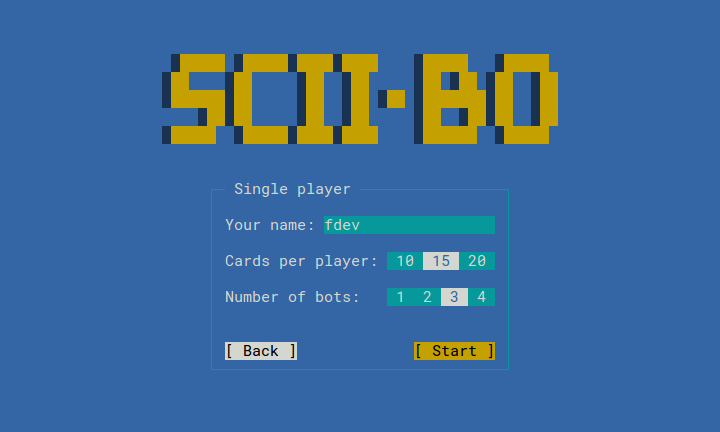 SCII-BO
Single player
Your name: fdev
Cards per player: 10 15 20
Number of bots: 1 2 3 4
[ Back ] [ Start ]